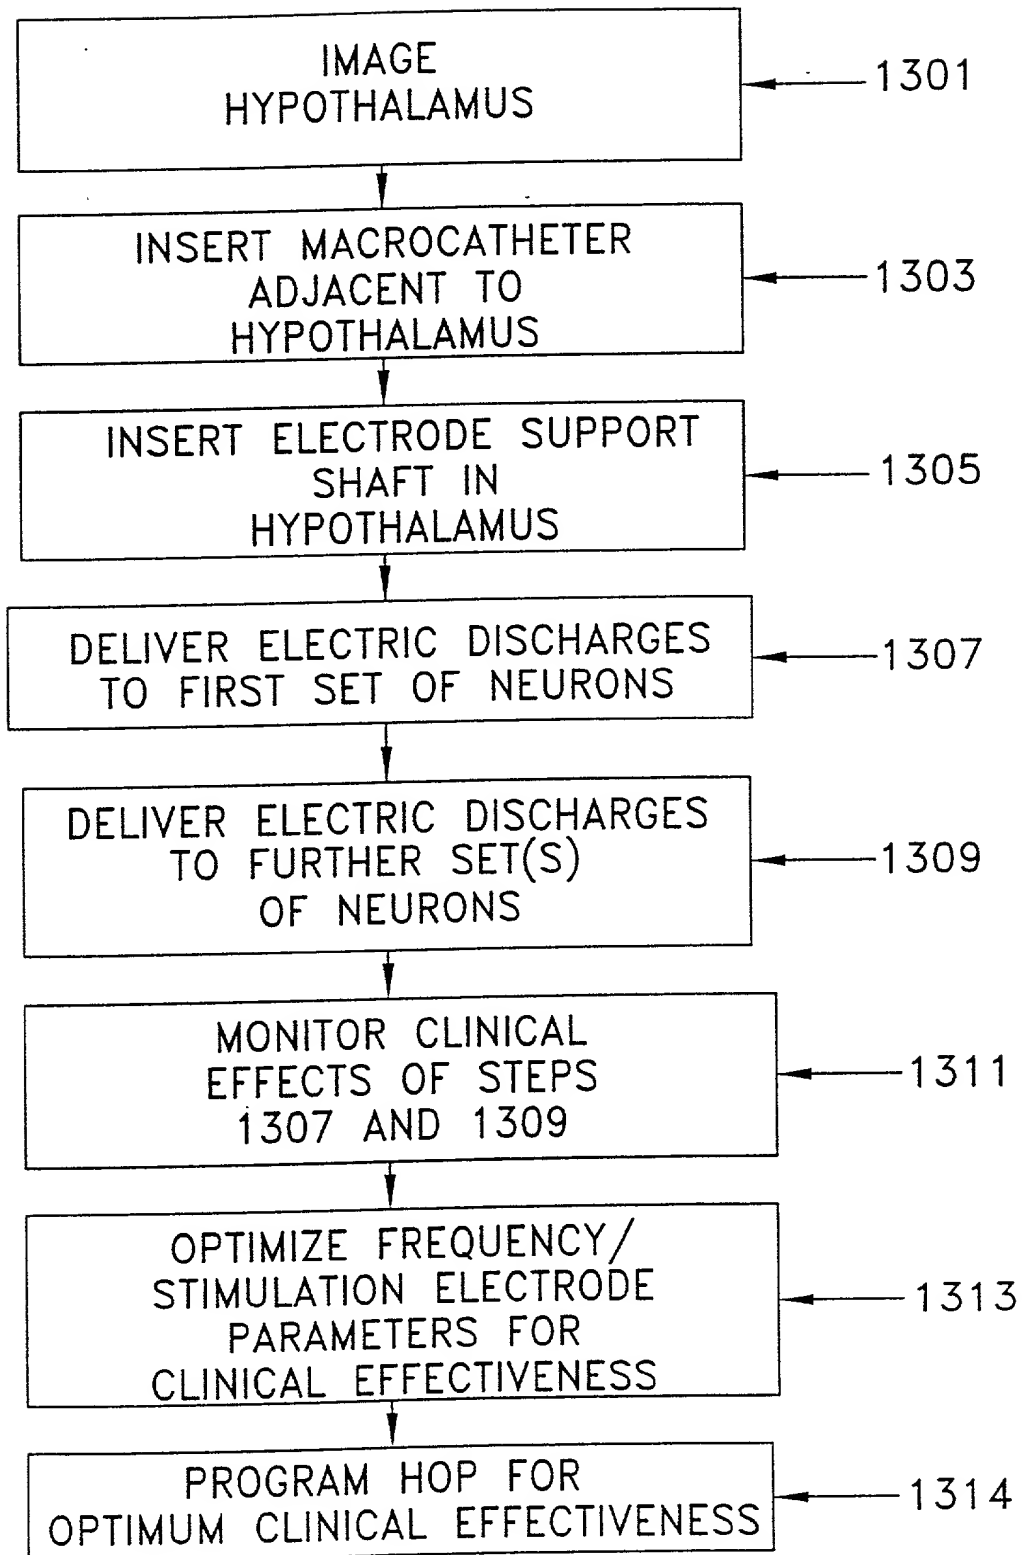 IMAGE
HYPOTHALAMUS
1301
INSERT MACROCATHETER
ADJACENT TO
HYPOTHALAMUS
1303
INSERT ELECTRODE SUPPORT
SHAFT IN
HYPOTHALAMUS
1305
DELIVER ELECTRIC DISCHARGES
TO FIRST SET OF NEURONS
1307
DELIVER ELECTRIC DISCHARGES
TO FURTHER SET(S)
OF NEURONS
1309
MONITOR CLINICAL
EFFECTS OF STEPS
1307 AND 1309
1311
OPTIMIZE FREQUENCY/
STIMULATION ELECTRODE
PARAMETERS FOR
CLINICAL EFFECTIVENESS
1313
PROGRAM HOP FOR
OPTIMUM CLINICAL EFFECTIVENESS
1314